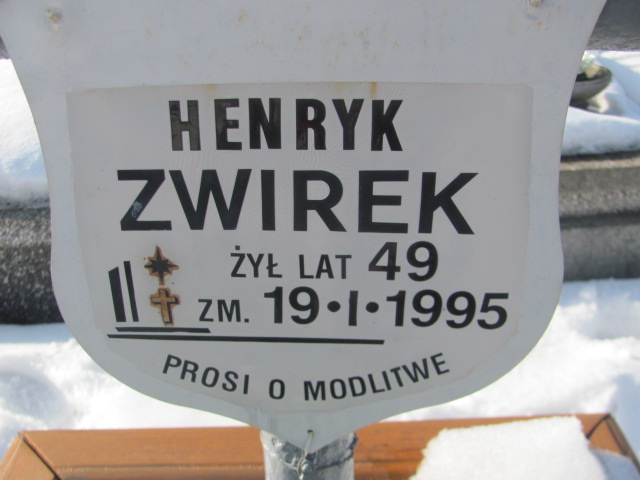 HENRYK
ZWIREK
ŻYŁ LAT 49
ZM. 19•I•1995
PROSI O MODLITWE